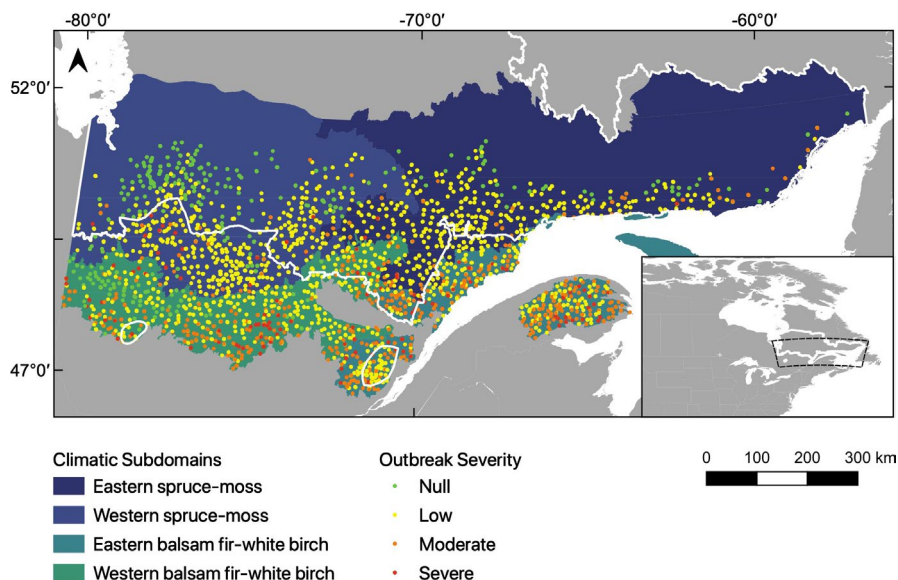 -80°0′ -70°0′ -60°0′
52°0′
47°0′
Climatic Subdomains
Eastern spruce-moss
Western spruce-moss
Eastern balsam fir-white birch
Western balsam fir-white birch
Outbreak Severity
Null
Low
Moderate
Severe
0 100 200 300 km